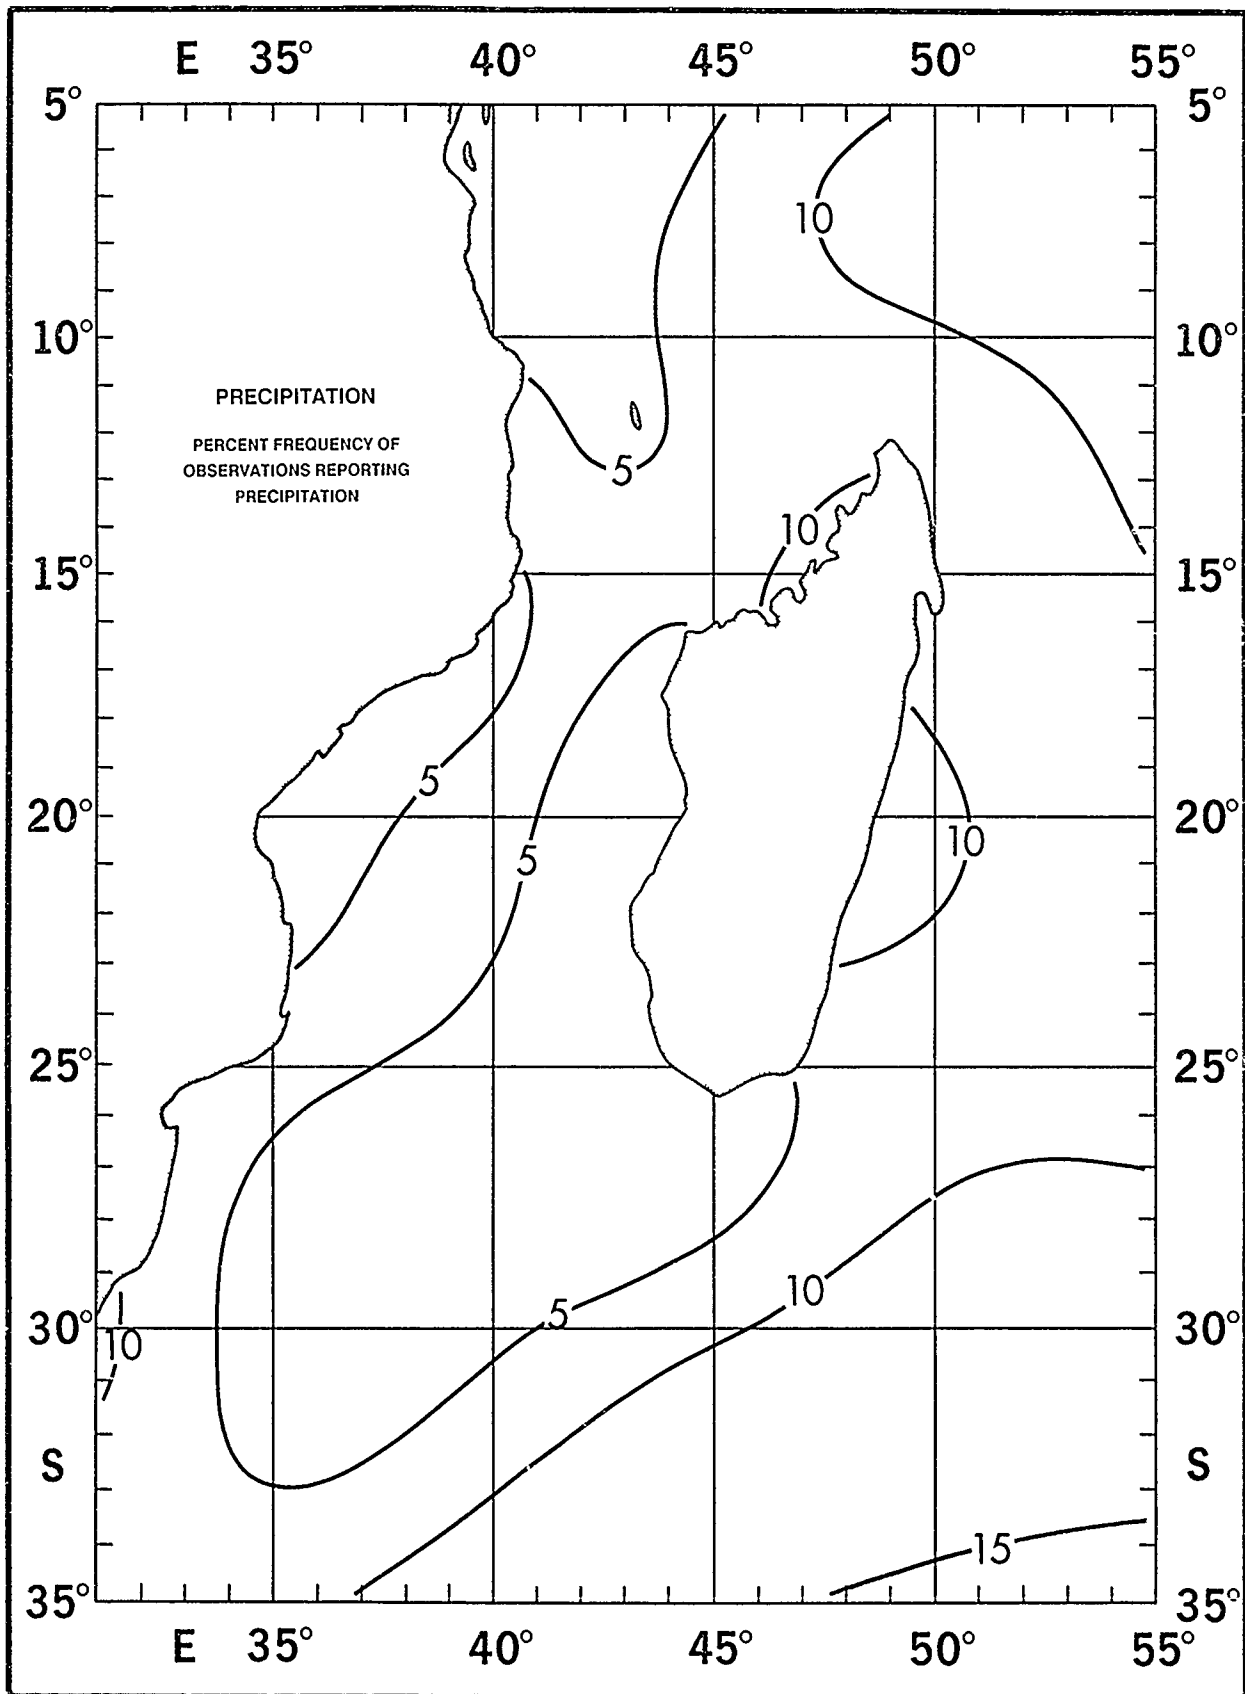 E 35° 40° 45° 50° 55°
5° 5°
10
10° 10°
PRECIPITATION
PERCENT FREQUENCY OF
OBSERVATIONS REPORTING
PRECIPITATION
5
10
15° 15°
5
20° 20°
5
10
25° 25°
10
5
30° 30°
10
S S
15
35° 35°
E 35° 40° 45° 50° 55°